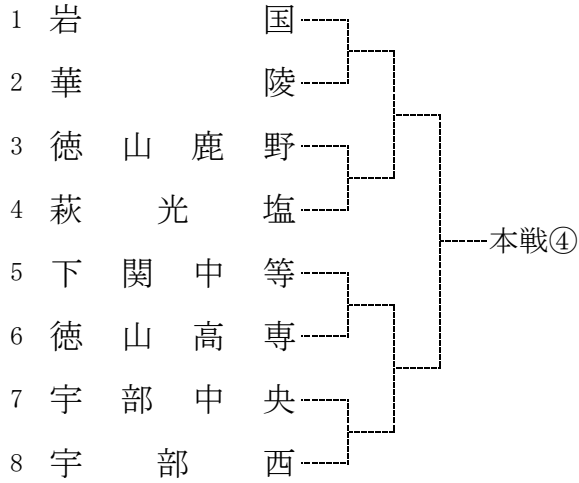 1 岩国
2 華陵
3 徳山鹿野
4 萩光塩
本戦④
5 下関中等
6 徳山高専
7 宇部中央
8 宇部西